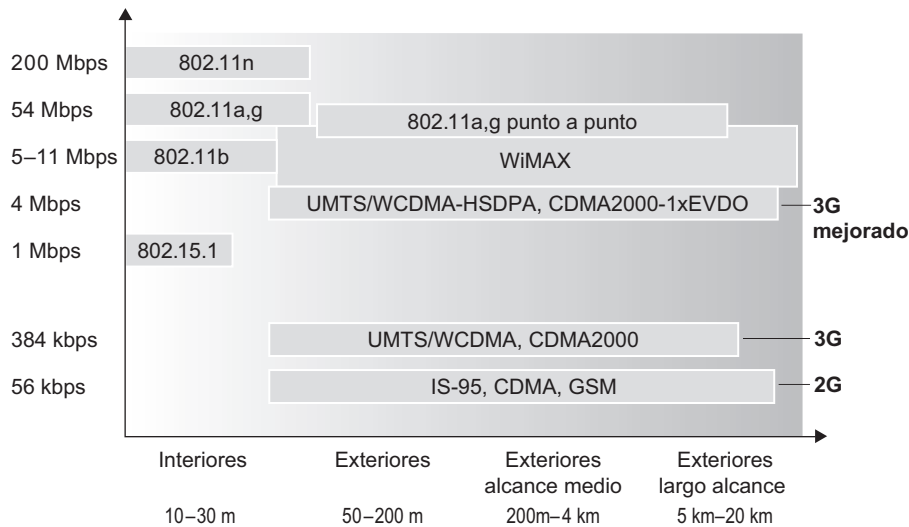 200 Mbps
802.11n
54 Mbps
802.11a,g
802.11a,g punto a punto
5–11 Mbps
802.11b
WiMAX
4 Mbps
UMTS/WCDMA-HSDPA, CDMA2000-1xEVDO
3G
mejorado
1 Mbps
802.15.1
384 kbps
UMTS/WCDMA, CDMA2000
3G
56 kbps
IS-95, CDMA, GSM
2G
Interiores
10–30 m
Exteriores
50–200 m
Exteriores
alcance medio
200m–4 km
Exteriores
largo alcance
5 km–20 km